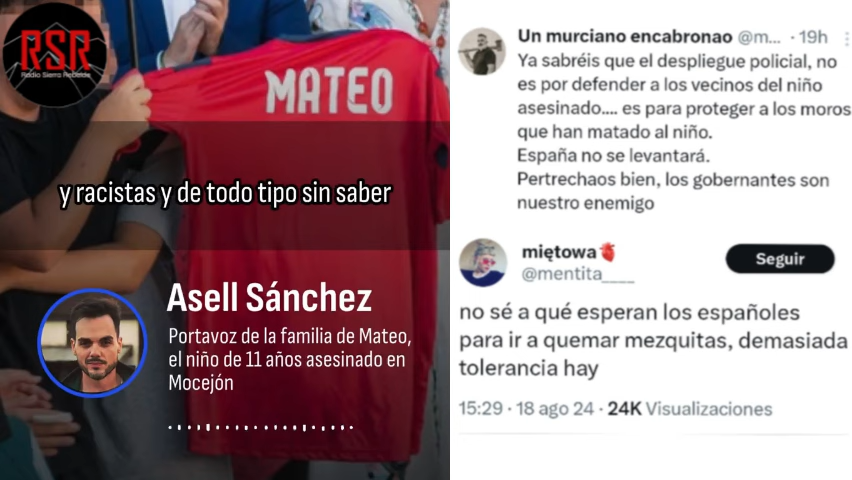 RSR
Radio Sierra Rebelde
MATEO
y racistas y de todo tipo sin saber
Asell Sánchez
Portavoz de la familia de Mateo,
el niño de 11 años asesinado en
Mocejón
Un murciano encabronao @m... · 19h
Ya sabréis que el despliegue policial, no
es por defender a los vecinos del niño
asesinado.... es para proteger a los moros
que han matado al niño.
España no se levantará.
Pertrechaos bien, los gobernantes son
nuestro enemigo
miętowa🫀
@mentita____
Seguir
no sé a qué esperan los españoles
para ir a quemar mezquitas, demasiada
tolerancia hay
15:29 · 18 ago 24 · 24K Visualizaciones